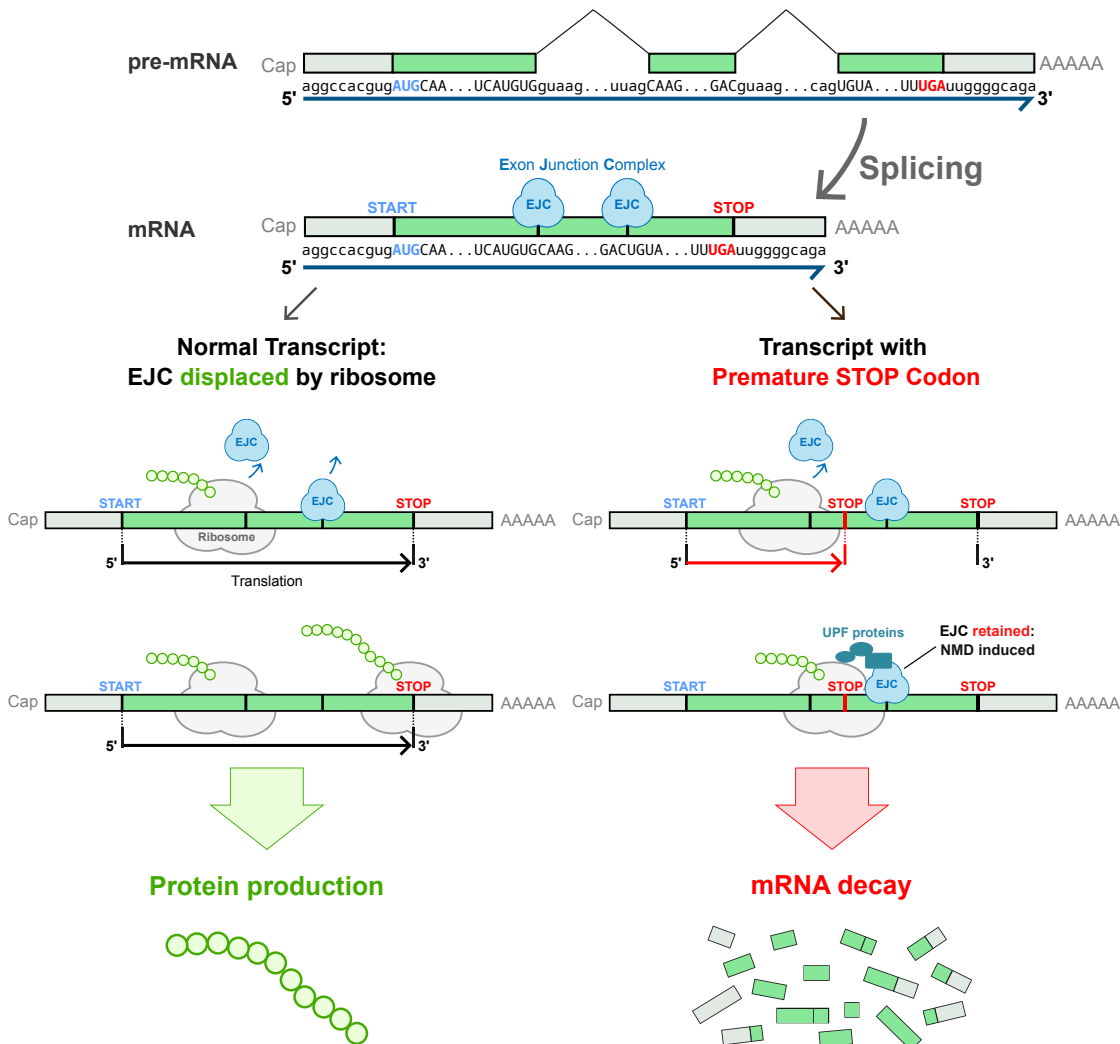 pre-mRNA
Cap
AAAAA
aggccacgugAUGCAA...UCAUGUGguaag...uuagCAAG...GACguaag...cagUGUA...UUUGAuuggggcaga
5' 3'
Splicing
Exon Junction Complex
EJC EJC
START STOP
mRNA
Cap
AAAAA
aggccacgugAUGCAA...UCAUGUGCAAG...GACUGUA...UUUGAuuggggcaga
5' 3'
Normal Transcript:
EJC displaced by ribosome
EJC
EJC
START STOP
Cap
AAAAA
Ribosome
5' 3'
Translation
START STOP
Cap
AAAAA
5' 3'
Protein production
Transcript with
Premature STOP Codon
EJC
EJC
START STOP STOP
Cap
AAAAA
5' 3'
UPF proteins
EJC retained:
NMD induced
EJC
START STOP STOP
Cap
AAAAA
mRNA decay